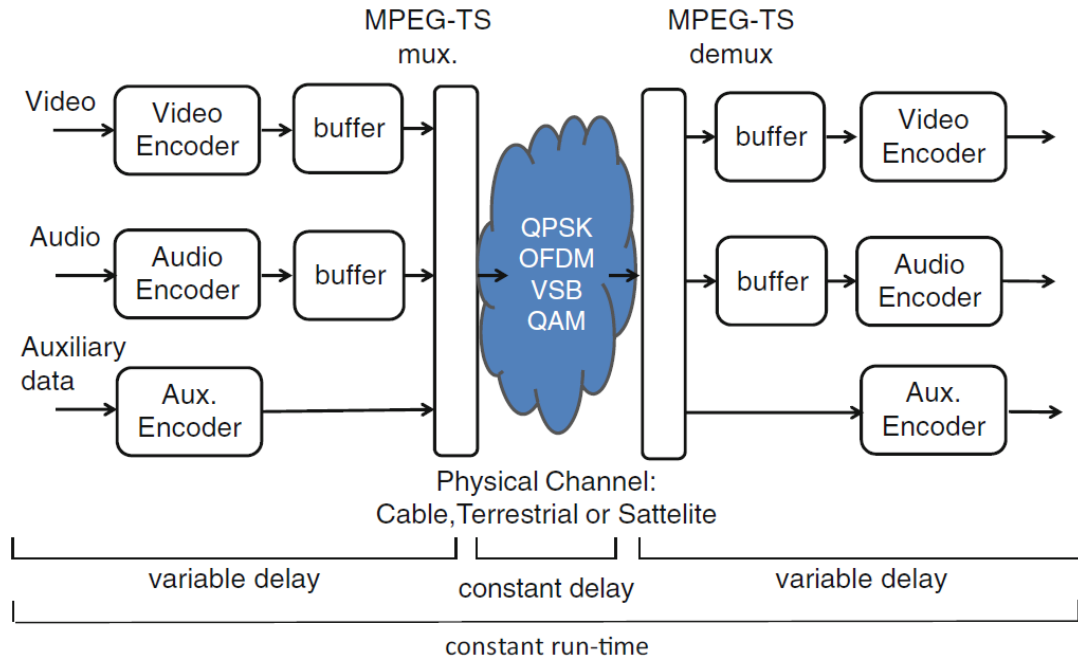 MPEG-TS
mux.
MPEG-TS
demux
Video
Video
Encoder
buffer
buffer
Video
Encoder
Audio
Audio
Encoder
buffer
QPSK
OFDM
VSB
QAM
buffer
Audio
Encoder
Auxiliary
data
Aux.
Encoder
Aux.
Encoder
Physical Channel:
Cable,Terrestrial or Sattelite
variable delay
constant delay
variable delay
constant run-time